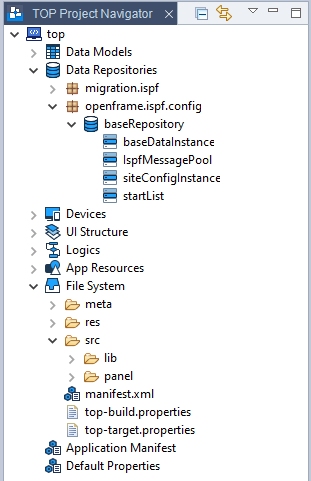 TOP Project Navigator
top
Data Models
Data Repositories
migration.ispf
openframe.ispf.config
baseRepository
baseDataInstance
IspfMessagePool
siteConfigInstance
startList
Devices
UI Structure
Logics
App Resources
File System
meta
res
src
lib
panel
manifest.xml
top-build.properties
top-target.properties
Application Manifest
Default Properties